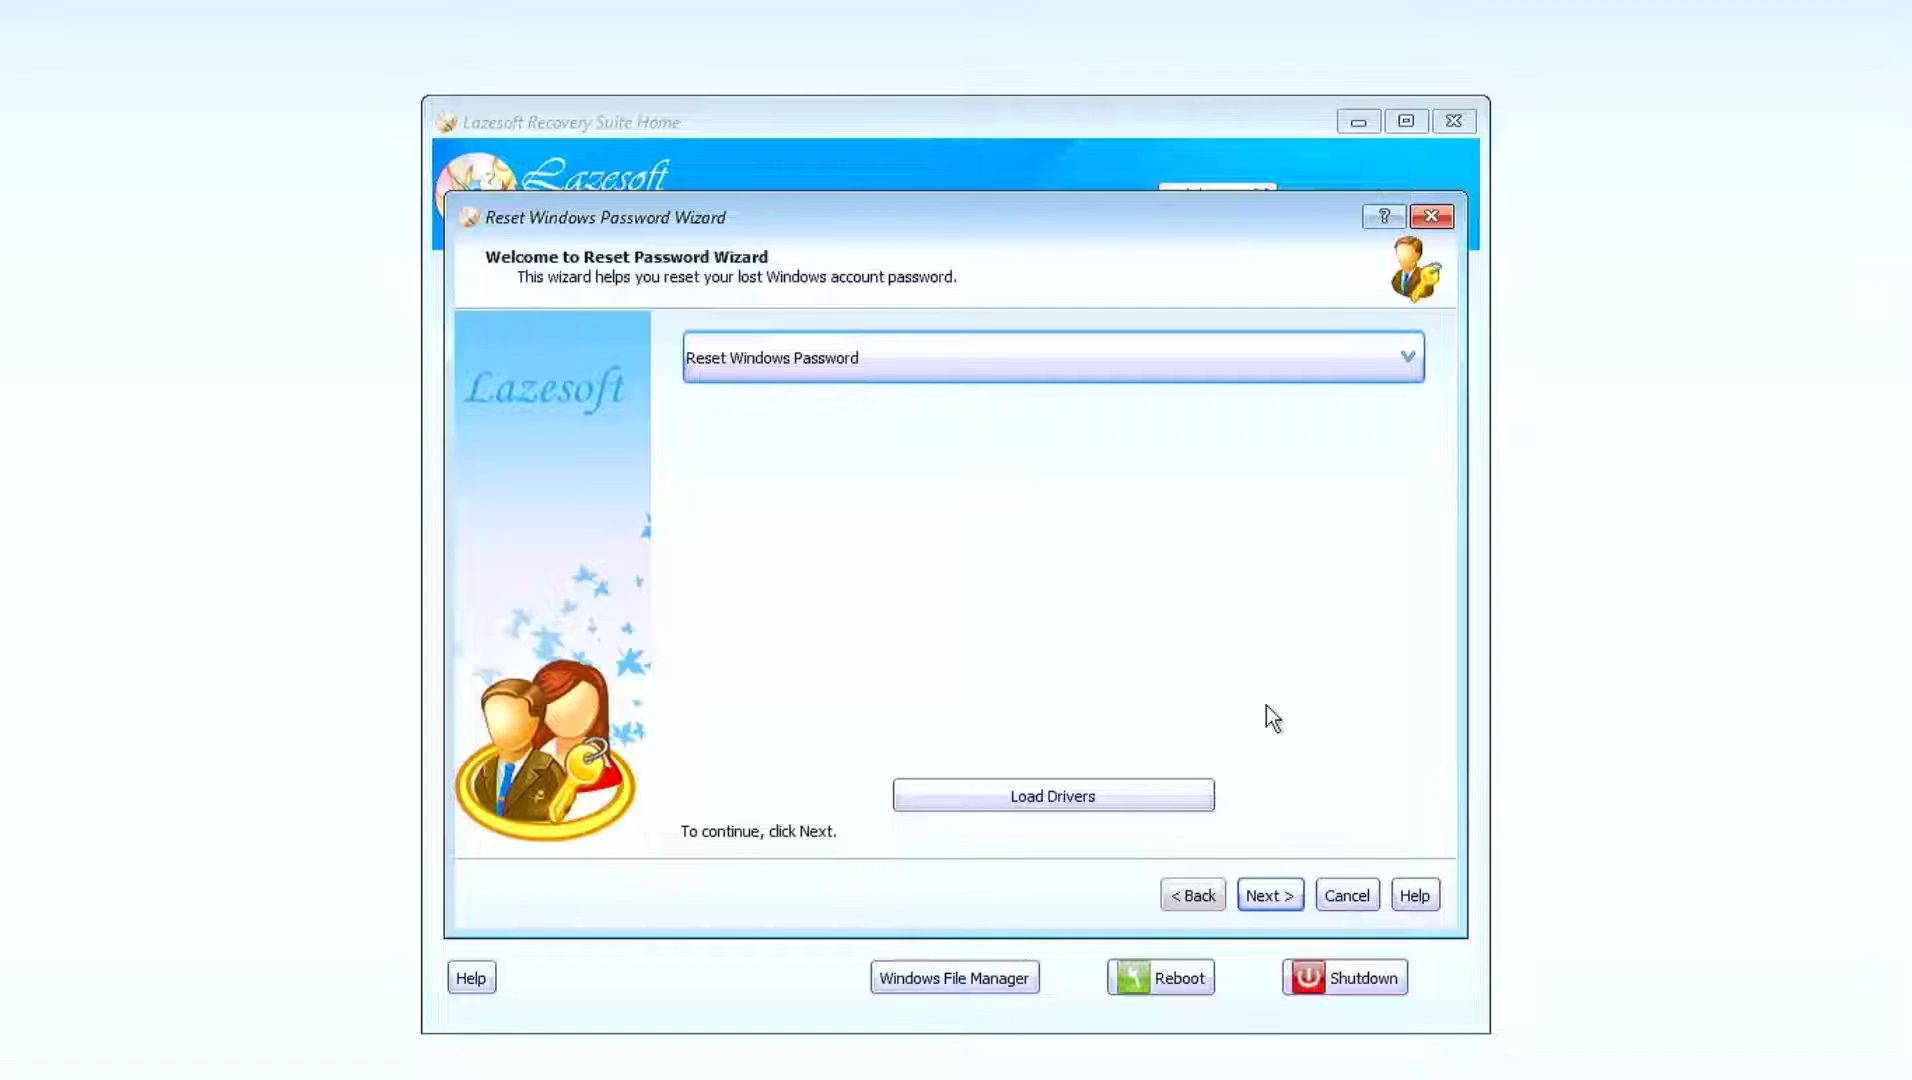 Lazesoft Recovery Suite Home
Lazesoft
Reset Windows Password Wizard
?
Welcome to Reset Password Wizard
This wizard helps you reset your lost Windows account password.
Lazesoft
Reset Windows Password
Load Drivers
To continue, click Next.
< Back
Next >
Cancel
Help
Help
Windows File Manager
Reboot
Shutdown